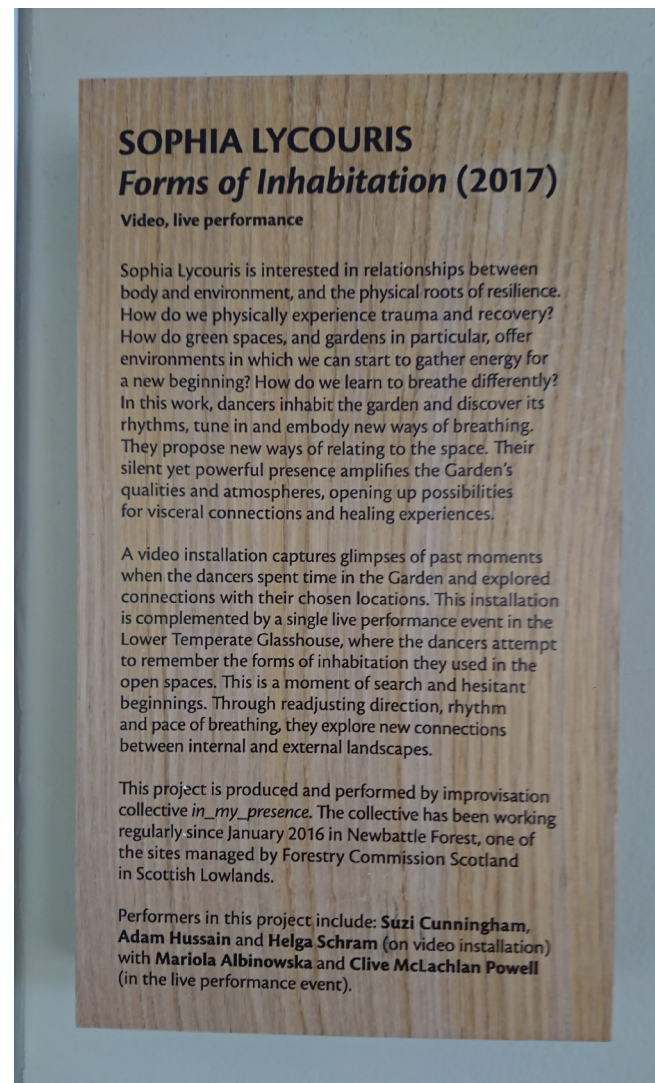 SOPHIA LYCOURIS
Forms of Inhabitation (2017)
Video, live performance
Sophia Lycouris is interested in relationships between
body and environment, and the physical roots of resilience.
How do we physically experience trauma and recovery?
How do green spaces, and gardens in particular, offer
environments in which we can start to gather energy for
a new beginning? How do we learn to breathe differently?
In this work, dancers inhabit the garden and discover its
rhythms, tune in and embody new ways of breathing.
They propose new ways of relating to the space. Their
silent yet powerful presence amplifies the Garden's
qualities and atmospheres, opening up possibilities
for visceral connections and healing experiences.
A video installation captures glimpses of past moments
when the dancers spent time in the Garden and explored
connections with their chosen locations. This installation
is complemented by a single live performance event in the
Lower Temperate Glasshouse, where the dancers attempt
to remember the forms of inhabitation they used in the
open spaces. This is a moment of search and hesitant
beginnings. Through readjusting direction, rhythm
and pace of breathing, they explore new connections
between internal and external landscapes.
This project is produced and performed by improvisation
collective in_my_presence. The collective has been working
regularly since January 2016 in Newbattle Forest, one of
the sites managed by Forestry Commission Scotland
in Scottish Lowlands.
Performers in this project include: Suzi Cunningham,
Adam Hussain and Helga Schram (on video installation)
with Mariola Albinowska and Clive McLachlan Powell
(in the live performance event).